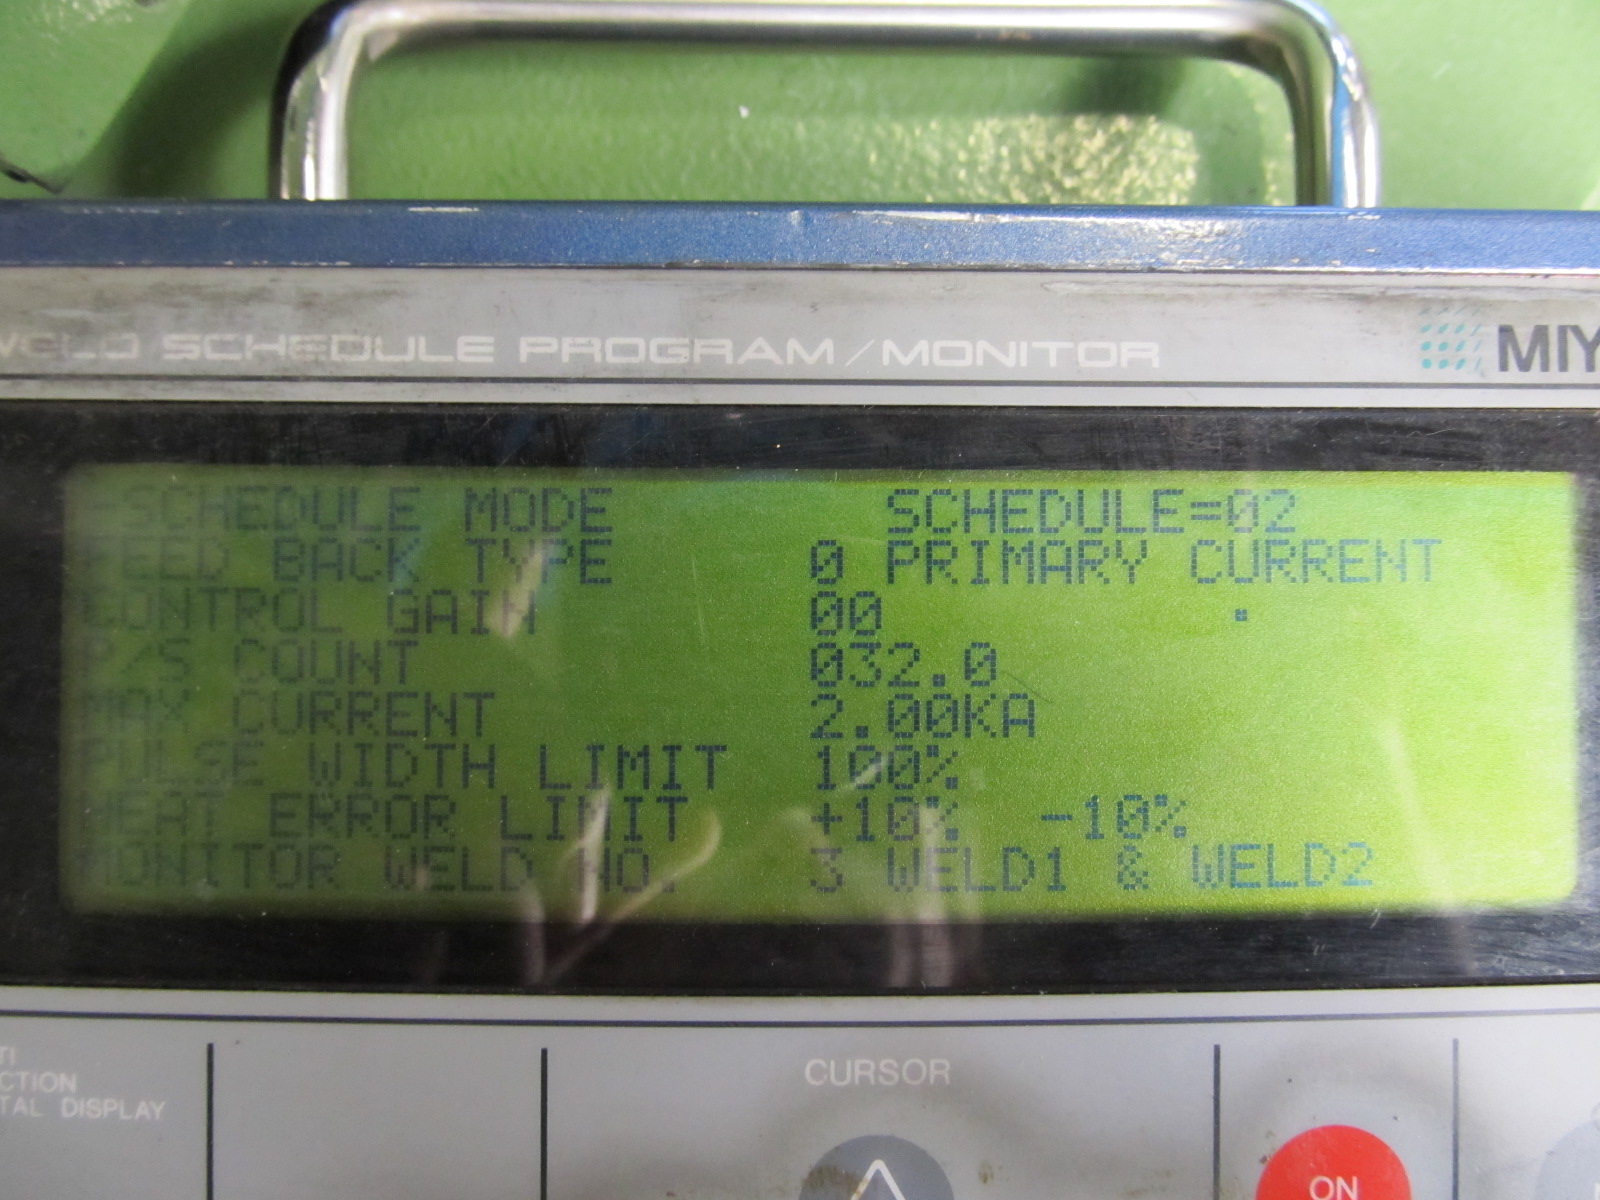 WELD SCHEDULE PROGRAM/MONITOR
MIY
SCHEDULE MODE SCHEDULE=02
FEED BACK TYPE 0 PRIMARY CURRENT
CONTROL GAIN 00
P/S COUNT 032.0
MAX CURRENT 2.00KA
PULSE WIDTH LIMIT 100%
HEAT ERROR LIMIT +10% -10%
MONITOR WELD NO. 3 WELD1 & WELD2
TI
CTION
TAL DISPLAY
CURSOR
ON